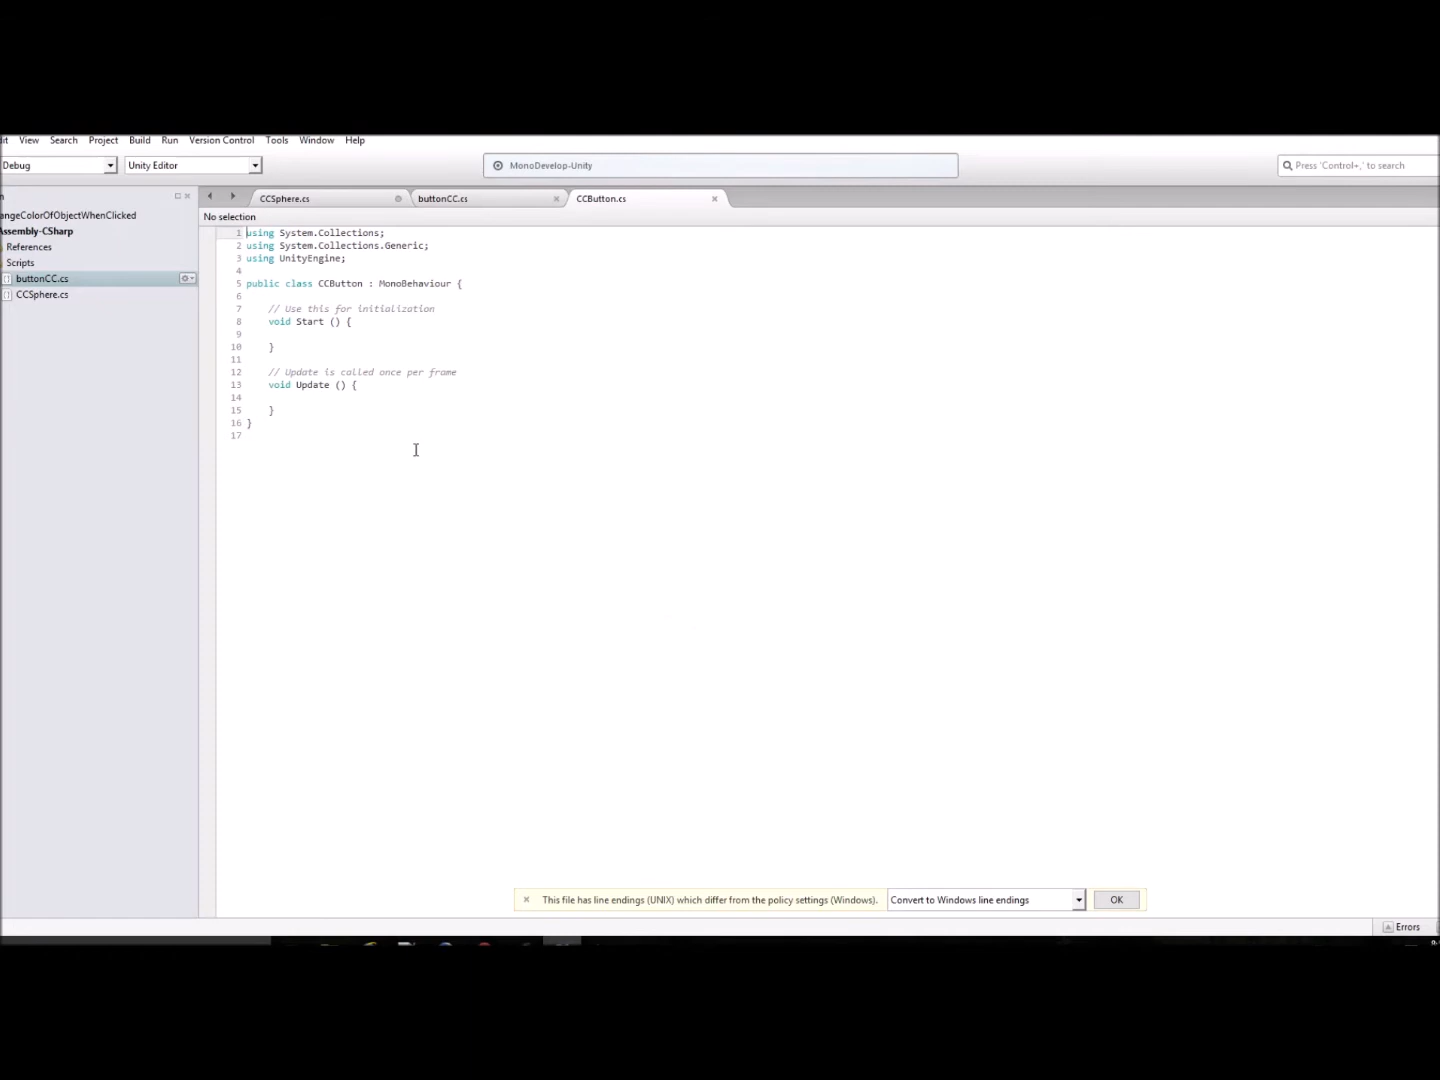 View Search Project Build Run Version Control Tools Window Help
Debug Unity Editor MonoDevelop-Unity Press 'Control+,' to search
CCSphere.cs buttonCC.cs CCButton.cs
No selection
angeColorOfObjectWhenClicked
Assembly-CSharp
References
Scripts
buttonCC.cs
CCSphere.cs
1 using System.Collections;
2 using System.Collections.Generic;
3 using UnityEngine;
4
5 public class CCButton : MonoBehaviour {
6
7 // Use this for initialization
8 void Start () {
9
10 }
11
12 // Update is called once per frame
13 void Update () {
14
15 }
16 }
17
This file has line endings (UNIX) which differ from the policy settings (Windows). Convert to Windows line endings OK
Errors